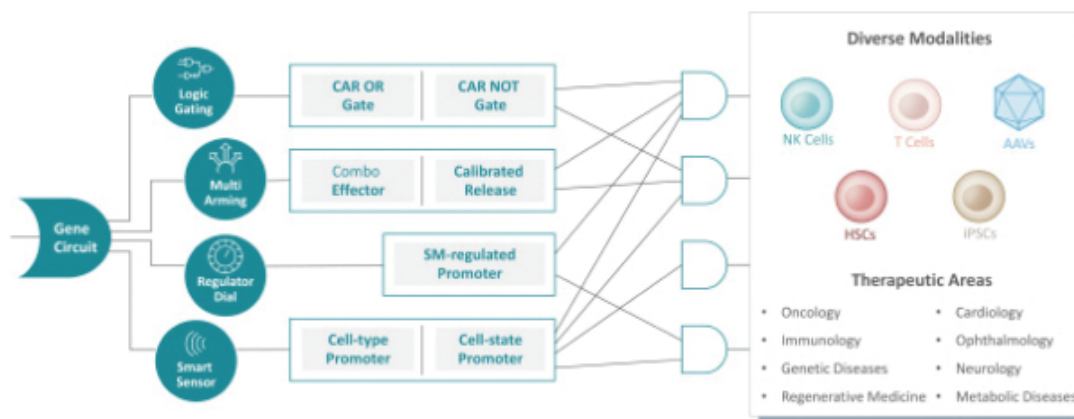 Gene
Circuit
Logic
Gating
Multi
Arming
Regulator
Dial
Smart
Sensor
CAR OR
Gate
CAR NOT
Gate
Combo
Effector
Calibrated
Release
SM-regulated
Promoter
Cell-type
Promoter
Cell-state
Promoter
Diverse Modalities
NK Cells
T Cells
AAVs
HSCs
iPSCs
Therapeutic Areas
• Oncology
• Immunology
• Genetic Diseases
• Regenerative Medicine
• Cardiology
• Ophthalmology
• Neurology
• Metabolic Diseases